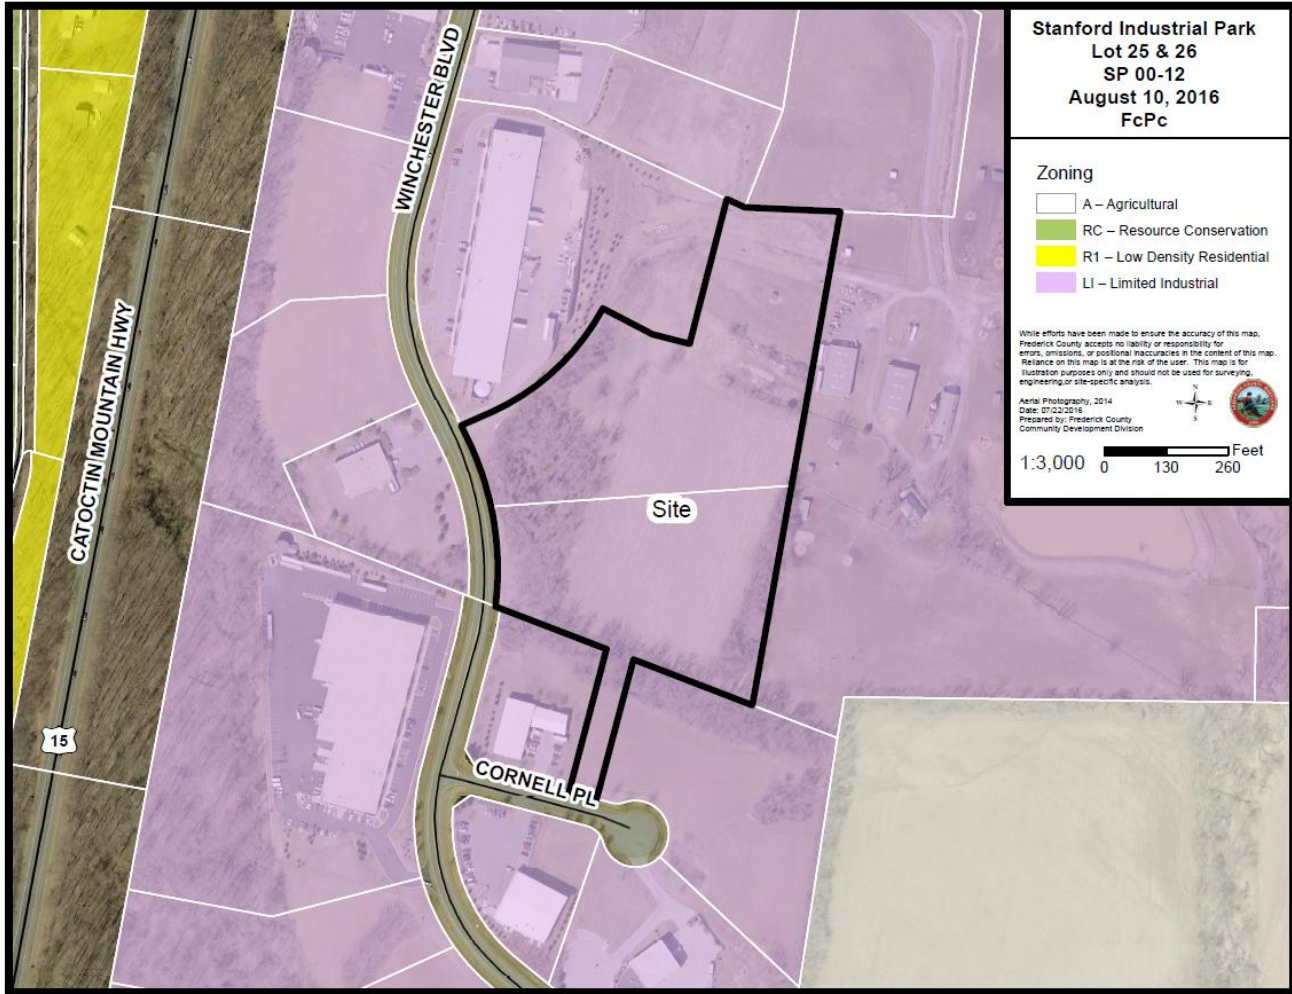 Stanford Industrial Park
Lot 25 & 26
SP 00-12
August 10, 2016
FcPc
Zoning
A – Agricultural
RC – Resource Conservation
R1 – Low Density Residential
LI – Limited Industrial
While efforts have been made to ensure the accuracy of this map,
Frederick County accepts no liability or responsibility for
errors, omissions, or positional inaccuracies in the content of this map.
Reliance on this map is at the risk of the user. This map is for
illustration purposes only and should not be used for surveying,
engineering,or site-specific analysis.
Aerial Photography, 2014
Date: 07/22/2016
Prepared by: Frederick County
Community Development Division
N
W E
S
1:3,000 0 130 260 Feet
WINCHESTER BLVD
CATOCTIN MOUNTAIN HWY
Site
15
CORNELL PL